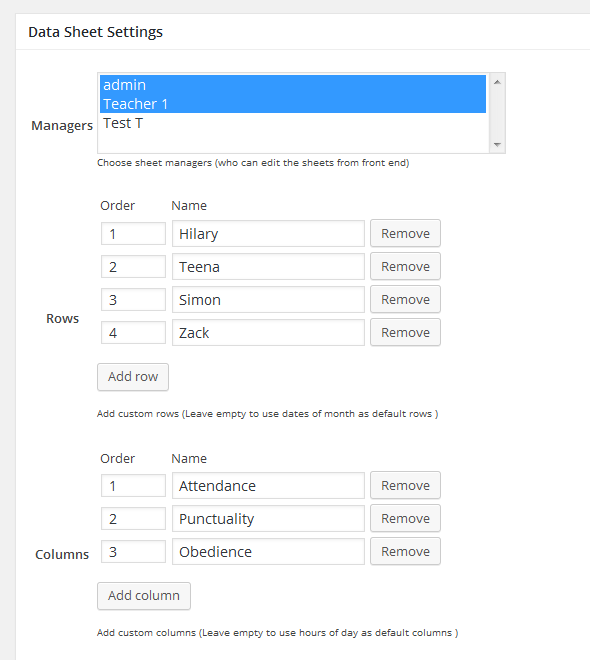 Data Sheet Settings
admin
Teacher 1
Managers Test T
Choose sheet managers (who can edit the sheets from front end)
Order Name
1 Hilary Remove
2 Teena Remove
3 Simon Remove
Rows
4 Zack Remove
Add row
Add custom rows (Leave empty to use dates of month as default rows )
Order Name
1 Attendance Remove
2 Punctuality Remove
Columns 3 Obedience Remove
Add column
Add custom columns (Leave empty to use hours of day as default columns )